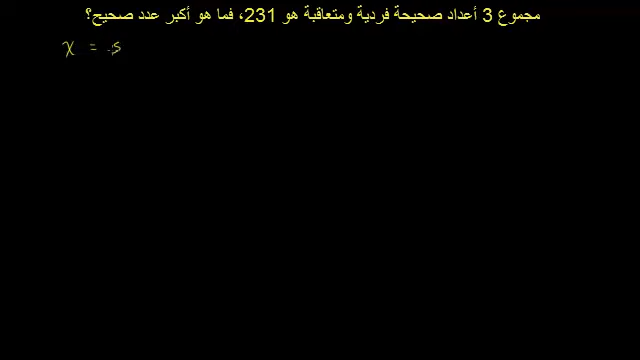 مجموع 3 أعداد صحيحة فردية ومتعاقبة هو 231، فما هو أكبر عدد صحيح؟
x = s